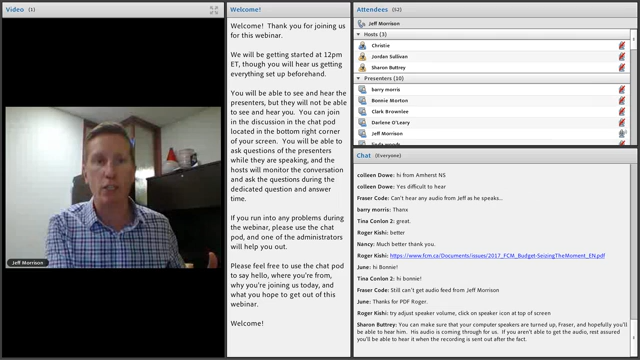 Video (1)
Jeff Morrison
Welcome!
Welcome! Thank you for joining us
for this webinar.
We will be getting started at 12pm
ET, though you will hear us getting
everything set up beforehand.
You will be able to see and hear the
presenters, but they will not be able
to see and hear you. You can join
in the discussion in the chat pod
located in the bottom right corner
of your screen. You will be able to
ask questions of the presenters
while they are speaking, and the
hosts will monitor the conversation
and ask the questions during the
dedicated question and answer
time.
If you run into any problems during
the webinar, please use the chat
pod, and one of the administrators
will help you out.
Please feel free to use the chat pod
to say hello, where you're from,
why you're joining us today, and
what you hope to get out of this
webinar.
Welcome!
Attendees (52)
Jeff Morrison
Hosts (3)
Christie
Jordan Sullivan
Sharon Buttrey
Presenters (10)
barry morris
Bonnie Morton
Clark Brownlee
Darlene O'Leary
Jeff Morrison
Chat (Everyone)
colleen Dowe: hi from Amherst NS
colleen Dowe: Yes difficult to hear
Fraser Code: Can't hear any audio from Jeff as he speaks..
barry morris: Thanx
Tina Conlon 2: great.
Roger Kishi: better
Nancy: Much better thank you.
Roger Kishi: https://www.fcm.ca/Documents/issues/2017_FCM_Budget-SeizingTheMoment_EN.pdf
June: hi Bonnie!
Tina Conlon 2: hi bonnie!
Fraser Code: Still can't get audio feed from Jeff Morrison
June: Thanks for PDF Roger.
Roger Kishi: try adjust speaker volume, click on speaker icon at top of screen
Sharon Buttrey: You can make sure that your computer speakers are turned up, Fraser, and hopefully you'll
be able to hear him. His audio is coming through for us. If you aren't able to get the audio, rest assured
you'll be able to hear it when the recording is sent out after the fact.